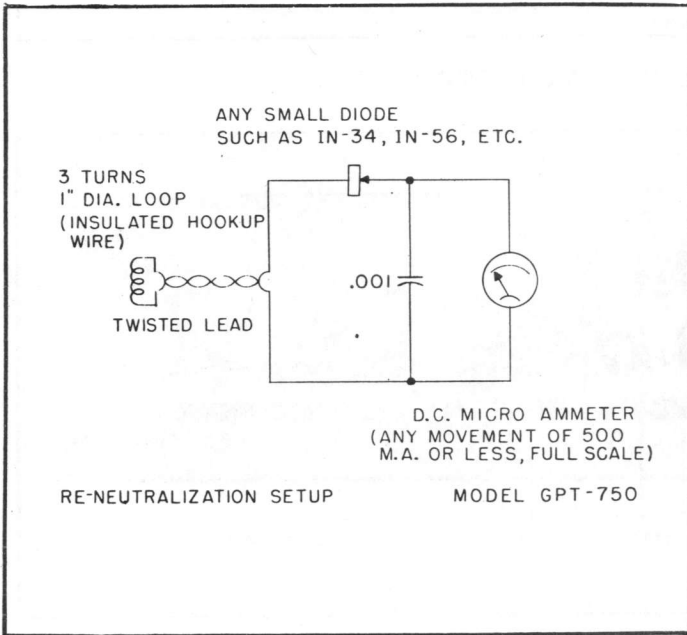 ANY SMALL DIODE
SUCH AS IN-34, IN-56, ETC.
3 TURNS
1" DIA. LOOP
(INSULATED HOOKUP
WIRE)
.001
TWISTED LEAD
D.C. MICRO AMMETER
(ANY MOVEMENT OF 500
M.A. OR LESS, FULL SCALE)
RE-NEUTRALIZATION SETUP MODEL GPT-750